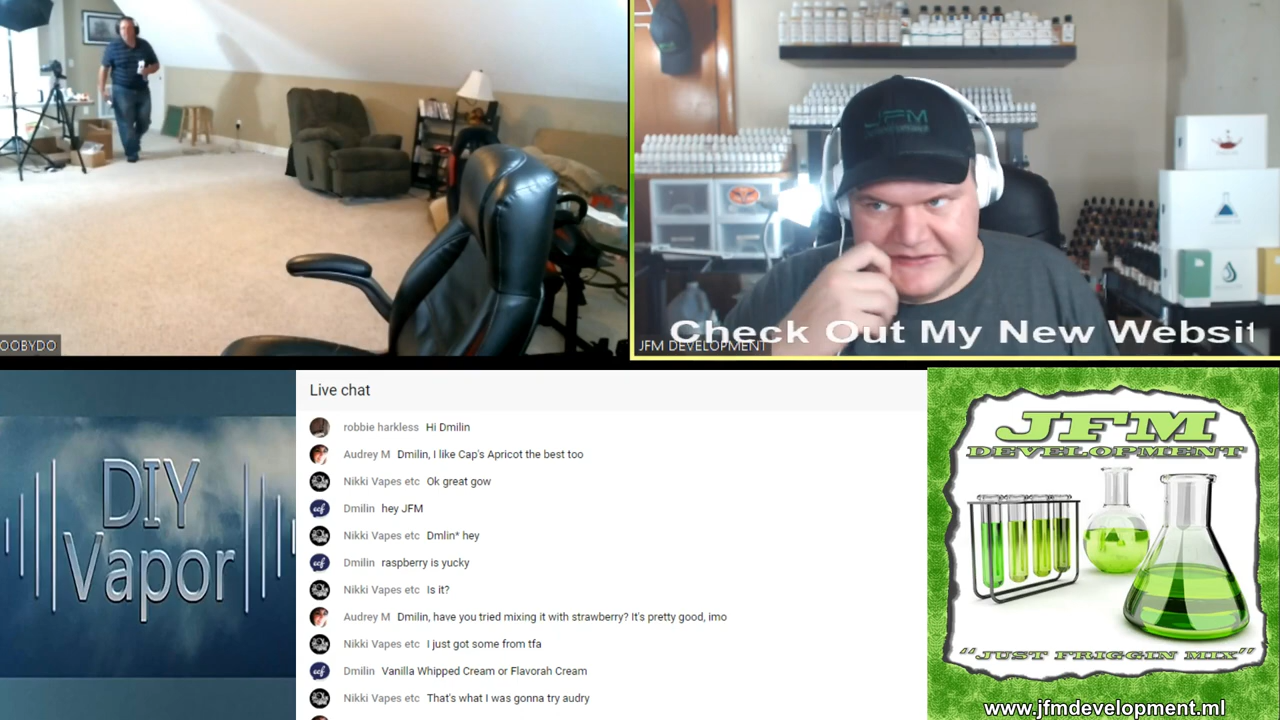 JFM
OOBYDO
Check Out My New Websit
JFM DEVELOPMENT
Live chat
robbie harkless Hi Dmilin
Audrey M Dmilin, I like Cap's Apricot the best too
Nikki Vapes etc Ok great gow
Dmilin hey JFM
Nikki Vapes etc Dmlin* hey
Dmilin raspberry is yucky
Nikki Vapes etc Is it?
Audrey M Dmilin, have you tried mixing it with strawberry? It's pretty good, imo
Nikki Vapes etc I just got some from tfa
Dmilin Vanilla Whipped Cream or Flavorah Cream
Nikki Vapes etc That's what I was gonna try audry
DIY
Vapor
JFM
DEVELOPMENT
"JUST FRIGGIN MIX"
www.jfmdevelopment.ml